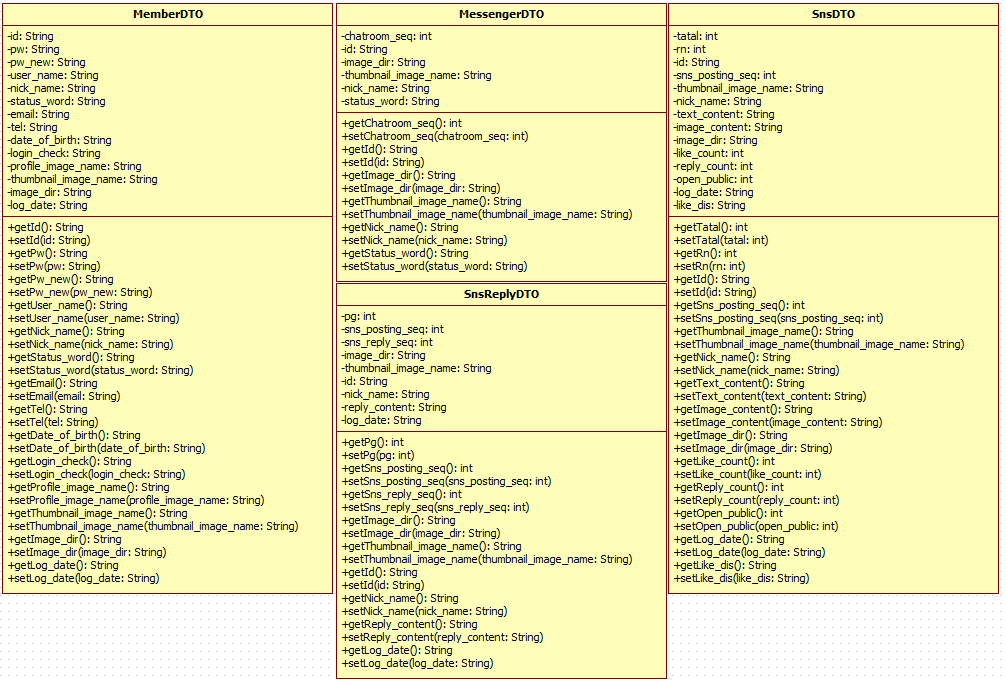 MemberDTO
-id: String
-pw: String
-pw_new: String
-user_name: String
-nick_name: String
-status_word: String
-email: String
-tel: String
-date_of_birth: String
-login_check: String
-profile_image_name: String
-thumbnail_image_name: String
-image_dir: String
-log_date: String
+getId(): String
+setId(id: String)
+getPw(): String
+setPw(pw: String)
+getPw_new(): String
+setPw_new(pw_new: String)
+getUser_name(): String
+setUser_name(user_name: String)
+getNick_name(): String
+setNick_name(nick_name: String)
+getStatus_word(): String
+setStatus_word(status_word: String)
+getEmail(): String
+setEmail(email: String)
+getTel(): String
+setTel(tel: String)
+getDate_of_birth(): String
+setDate_of_birth(date_of_birth: String)
+getLogin_check(): String
+setLogin_check(login_check: String)
+getProfile_image_name(): String
+setProfile_image_name(profile_image_name: String)
+getThumbnail_image_name(): String
+setThumbnail_image_name(thumbnail_image_name: String)
+getImage_dir(): String
+setImage_dir(image_dir: String)
+getLog_date(): String
+setLog_date(log_date: String)
MessengerDTO
-chatroom_seq: int
-id: String
-image_dir: String
-thumbnail_image_name: String
-nick_name: String
-status_word: String
+getChatroom_seq(): int
+setChatroom_seq(chatroom_seq: int)
+getId(): String
+setId(id: String)
+getImage_dir(): String
+setImage_dir(image_dir: String)
+getThumbnail_image_name(): String
+setThumbnail_image_name(thumbnail_image_name: String)
+getNick_name(): String
+setNick_name(nick_name: String)
+getStatus_word(): String
+setStatus_word(status_word: String)
SnsReplyDTO
-pg: int
-sns_posting_seq: int
-sns_reply_seq: int
-image_dir: String
-thumbnail_image_name: String
-id: String
-nick_name: String
-reply_content: String
-log_date: String
+getPg(): int
+setPg(pg: int)
+getSns_posting_seq(): int
+setSns_posting_seq(sns_posting_seq: int)
+getSns_reply_seq(): int
+setSns_reply_seq(sns_reply_seq: int)
+getImage_dir(): String
+setImage_dir(image_dir: String)
+getThumbnail_image_name(): String
+setThumbnail_image_name(thumbnail_image_name: String)
+getId(): String
+setId(id: String)
+getNick_name(): String
+setNick_name(nick_name: String)
+getReply_content(): String
+setReply_content(reply_content: String)
+getLog_date(): String
+setLog_date(log_date: String)
SnsDTO
-tatal: int
-rn: int
-id: String
-sns_posting_seq: int
-thumbnail_image_name: String
-nick_name: String
-text_content: String
-image_content: String
-image_dir: String
-like_count: int
-reply_count: int
-open_public: int
-log_date: String
-like_dis: String
+getTatal(): int
+setTatal(tatal: int)
+getRn(): int
+setRn(rn: int)
+getId(): String
+setId(id: String)
+getSns_posting_seq(): int
+setSns_posting_seq(sns_posting_seq: int)
+getThumbnail_image_name(): String
+setThumbnail_image_name(thumbnail_image_name: String)
+getNick_name(): String
+setNick_name(nick_name: String)
+getText_content(): String
+setText_content(text_content: String)
+getImage_content(): String
+setImage_content(image_content: String)
+getImage_dir(): String
+setImage_dir(image_dir: String)
+getLike_count(): int
+setLike_count(like_count: int)
+getReply_count(): int
+setReply_count(reply_count: int)
+getOpen_public(): int
+setOpen_public(open_public: int)
+getLog_date(): String
+setLog_date(log_date: String)
+getLike_dis(): String
+setLike_dis(like_dis: String)